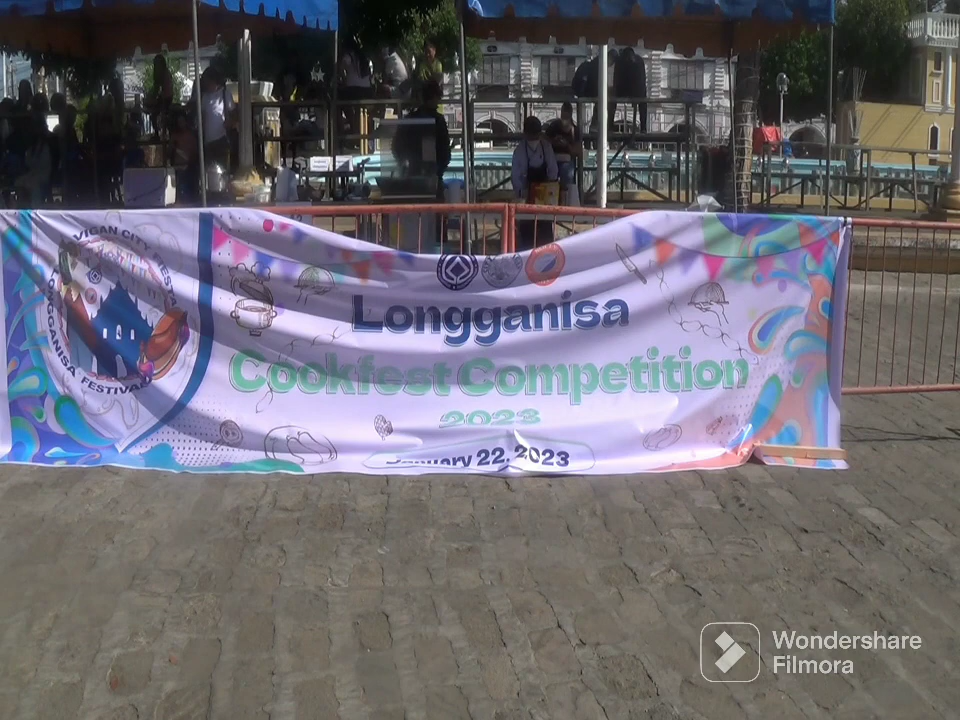 VIGAN CITY FIESTA
LONGGANISA FESTIVAL
Longganisa
Cookfest Competition
2023
January 22, 2023
Wondershare
Filmora